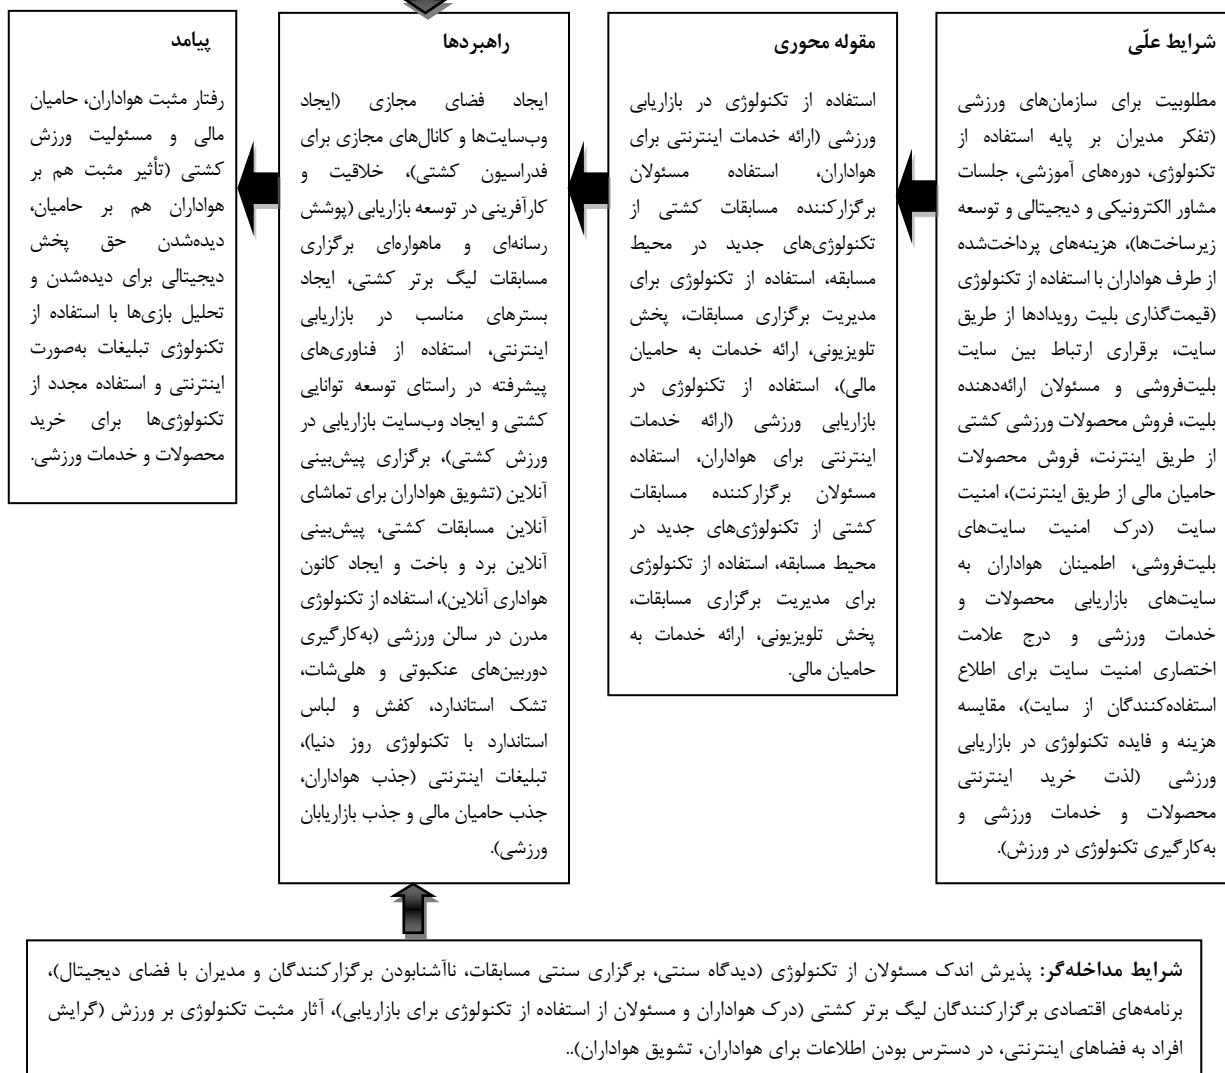 شرایط علّی
مطلوبیت برای سازمان‌های ورزشی
(تفکر مدیران بر پایه استفاده از
تکنولوژی، دوره‌های آموزشی، جلسات
مشاور الکترونیکی و دیجیتالی و توسعه
زیرساخت‌ها)، هزینه‌های پرداخت‌شده
از طرف هواداران با استفاده از تکنولوژی
(قیمت‌گذاری بلیت رویدادها از طریق
سایت، برقراری ارتباط بین سایت
بلیت‌فروشی و مسئولان ارائه‌دهنده
بلیت، فروش محصولات ورزشی کشتی
از طریق اینترنت، فروش محصولات
حامیان مالی از طریق اینترنت)، امنیت
سایت (درک امنیت سایت‌های
بلیت‌فروشی، اطمینان هواداران به
سایت‌های بازاریابی محصولات و
خدمات ورزشی و درج علامت
اختصاری امنیت سایت برای اطلاع
استفاده‌کنندگان از سایت)، مقایسه
هزینه و فایده تکنولوژی در بازاریابی
ورزشی (لذت خرید اینترنتی
محصولات و خدمات ورزشی و
به‌کارگیری تکنولوژی در ورزش).
مقوله محوری
استفاده از تکنولوژی در بازاریابی
ورزشی (ارائه خدمات اینترنتی برای
هواداران، استفاده مسئولان
برگزارکننده مسابقات کشتی از
تکنولوژی‌های جدید در محیط
مسابقه، استفاده از تکنولوژی برای
مدیریت برگزاری مسابقات، پخش
تلویزیونی، ارائه خدمات به حامیان
مالی)، استفاده از تکنولوژی در
بازاریابی ورزشی (ارائه خدمات
اینترنتی برای هواداران، استفاده
مسئولان برگزارکننده مسابقات
کشتی از تکنولوژی‌های جدید در
محیط مسابقه، استفاده از تکنولوژی
برای مدیریت برگزاری مسابقات،
پخش تلویزیونی، ارائه خدمات به
حامیان مالی.
راهبردها
ایجاد فضای مجازی (ایجاد
وب‌سایت‌ها و کانال‌های مجازی برای
فدراسیون کشتی)، خلاقیت و
کارآفرینی در توسعه بازاریابی (پوشش
رسانه‌ای و ماهواره‌ای برگزاری
مسابقات لیگ برتر کشتی، ایجاد
بسترهای مناسب در بازاریابی
اینترنتی، استفاده از فناوری‌های
پیشرفته در راستای توسعه توانایی
کشتی و ایجاد وب‌سایت بازاریابی در
ورزش کشتی)، برگزاری پیش‌بینی
آنلاین (تشویق هواداران برای تماشای
آنلاین مسابقات کشتی، پیش‌بینی
آنلاین برد و باخت و ایجاد کانون
هواداری آنلاین)، استفاده از تکنولوژی
مدرن در سالن ورزشی (به‌کارگیری
دوربین‌های عنکبوتی و هلی‌شات،
تشک استاندارد، کفش و لباس
استاندارد با تکنولوژی روز دنیا)،
تبلیغات اینترنتی (جذب هواداران،
جذب حامیان مالی و جذب بازاریابان
ورزشی).
پیامد
رفتار مثبت هواداران، حامیان
مالی و مسئولیت ورزش
کشتی (تأثیر مثبت هم بر
هواداران هم بر حامیان،
دیده‌شدن حق پخش
دیجیتالی برای دیده‌شدن و
تحلیل بازی‌ها با استفاده از
تکنولوژی تبلیغات به‌صورت
اینترنتی و استفاده مجدد از
تکنولوژی‌ها برای خرید
محصولات و خدمات ورزشی.
شرایط مداخله‌گر: پذیرش اندک مسئولان از تکنولوژی (دیدگاه سنتی، برگزاری سنتی مسابقات، ناآشنابودن برگزارکنندگان و مدیران با فضای دیجیتال)،
برنامه‌های اقتصادی برگزارکنندگان لیگ برتر کشتی (درک هواداران و مسئولان از استفاده از تکنولوژی برای بازاریابی)، آثار مثبت تکنولوژی بر ورزش (گرایش
افراد به فضاهای اینترنتی، در دسترس بودن اطلاعات برای هواداران، تشویق هواداران)..